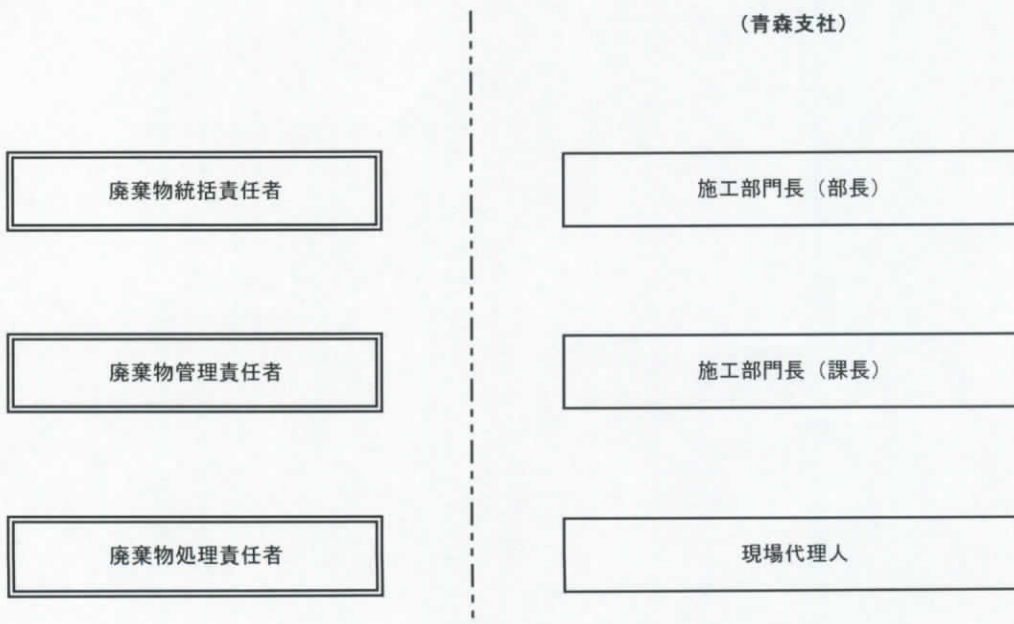 （青森支社）
廃棄物統括責任者
施工部門長（部長）
廃棄物管理責任者
施工部門長（課長）
廃棄物処理責任者
現場代理人